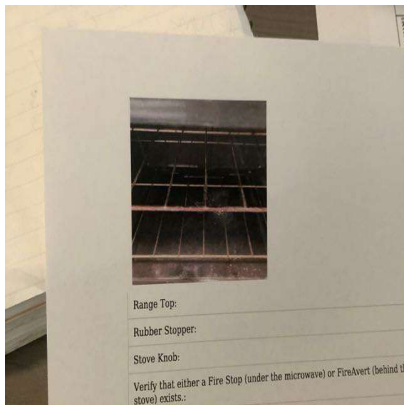 Range Top:
Rubber Stopper:
Stove Knob:
Verify that either a Fire Stop (under the microwave) or FireAvert (behind
stove) exists.: